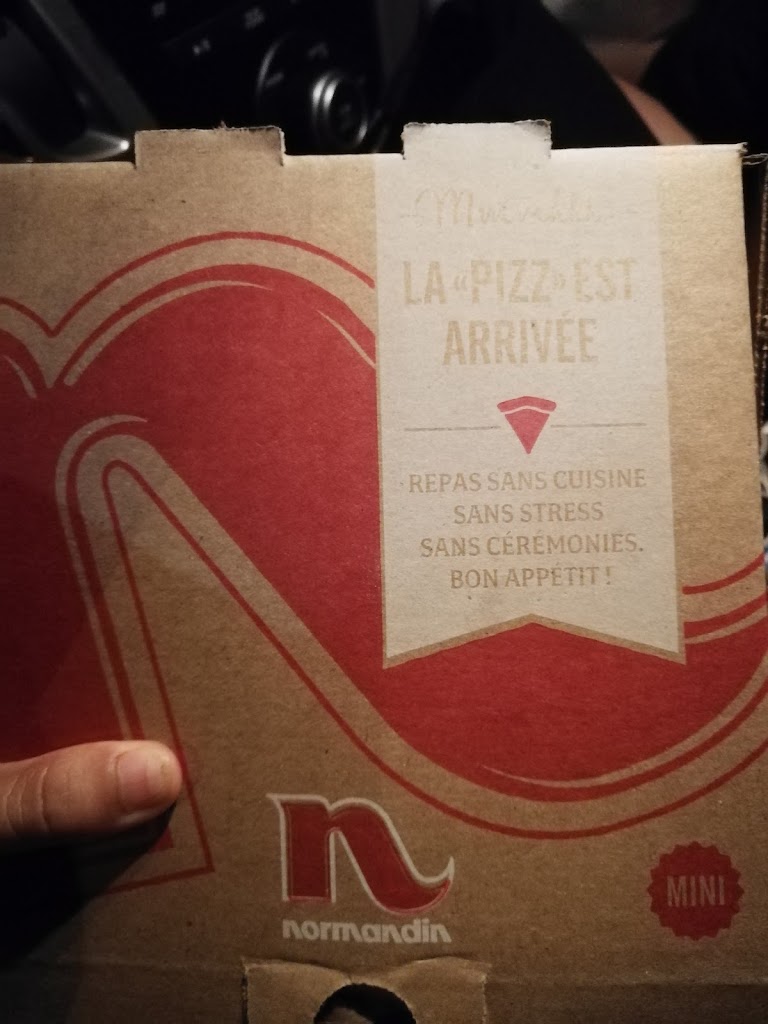 LA «PIZZ» EST
ARRIVÉE
REPAS SANS CUISINE
SANS STRESS
SANS CÉRÉMONIES.
BON APPÉTIT !
n
normandin
MINI